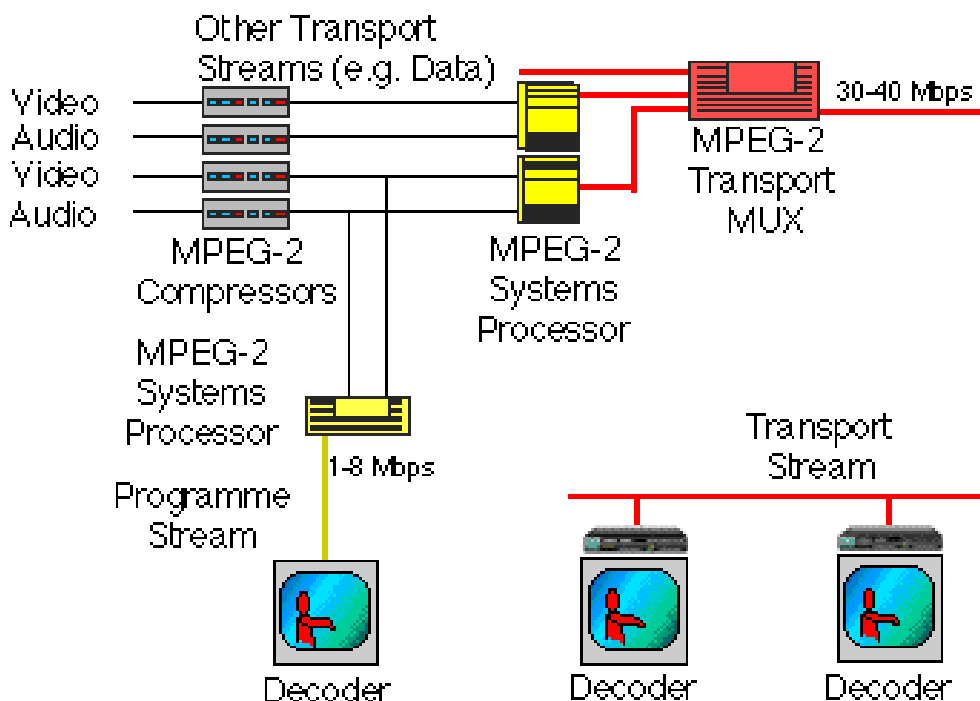 Other Transport
Streams (e.g. Data)
Video
Audio
Video
Audio
30-40 Mbps
MPEG-2
Transport
MUX
MPEG-2
Compressors
MPEG-2
Systems
Processor
MPEG-2
Systems
Processor
1-8 Mbps
Programme
Stream
Transport
Stream
Decoder
Decoder
Decoder